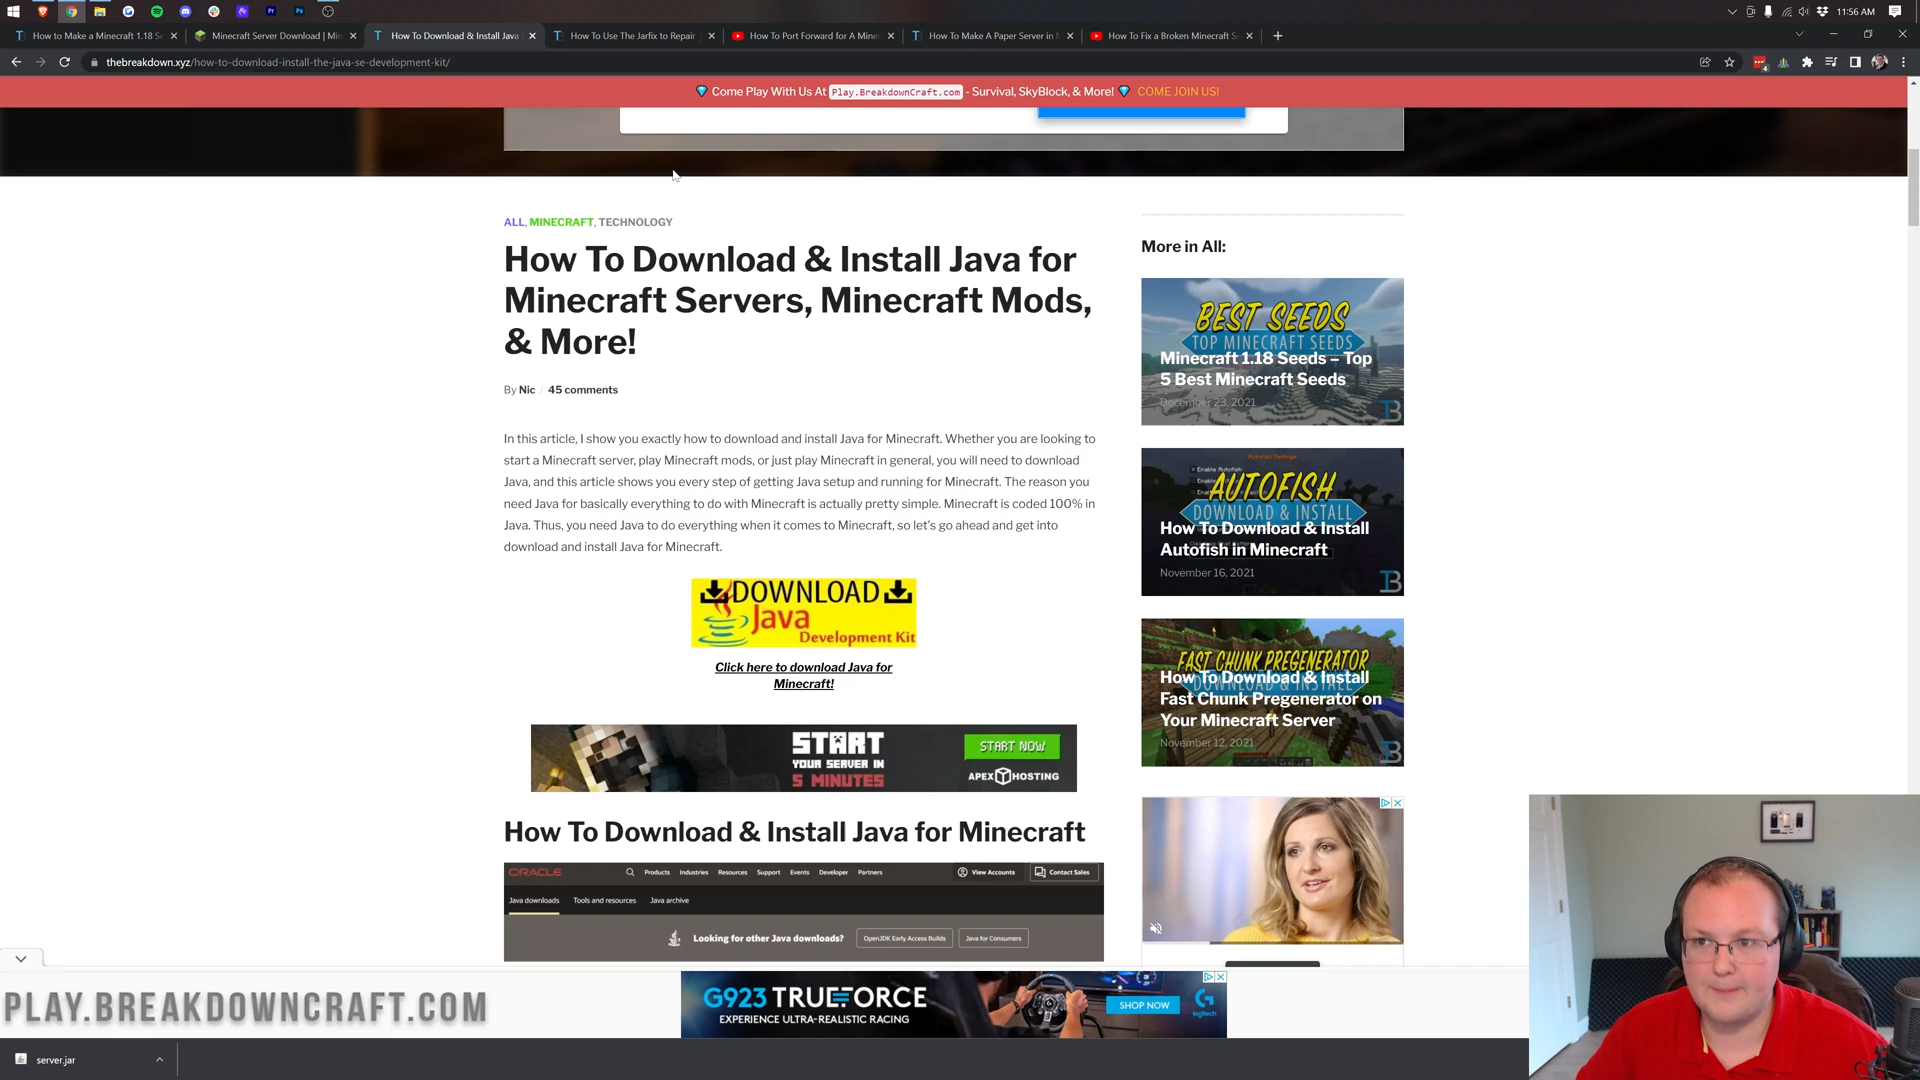 11:56 AM
How to Make a Minecraft 1.18 Se
Minecraft Server Download | Min
How To Download & Install Java
How To Use The Jarfix to Repair
How To Port Forward for A Minec
How To Make A Paper Server in
How To Fix a Broken Minecraft S
thebreakdown.xyz/how-to-download-install-the-java-se-development-kit/
Come Play With Us At Play.BreakdownCraft.com - Survival, SkyBlock, & More! COME JOIN US!
ALL, MINECRAFT, TECHNOLOGY
How To Download & Install Java for
Minecraft Servers, Minecraft Mods,
& More!
By Nic / 45 comments
In this article, I show you exactly how to download and install Java for Minecraft. Whether you are looking to
start a Minecraft server, play Minecraft mods, or just play Minecraft in general, you will need to download
Java, and this article shows you every step of getting Java setup and running for Minecraft. The reason you
need Java for basically everything to do with Minecraft is actually pretty simple. Minecraft is coded 100% in
Java. Thus, you need Java to do everything when it comes to Minecraft, so let's go ahead and get into
download and install Java for Minecraft.
DOWNLOAD
Java
Development Kit
Click here to download Java for
Minecraft!
START
YOUR SERVER IN
5 MINUTES
START NOW
APEX HOSTING
How To Download & Install Java for Minecraft
ORACLE
Products Industries Resources Support Events Developer Partners
View Accounts
Contact Sales
Java downloads Tools and resources Java archive
Looking for other Java downloads?
OpenJDK Early Access Builds
Java for Consumers
More in All:
BEST SEEDS
TOP MINECRAFT SEEDS
Minecraft 1.18 Seeds – Top
5 Best Minecraft Seeds
December 23, 2021
Autofish Settings
Enable Autofish
AUTOFISH
DOWNLOAD & INSTALL
How To Download & Install
Autofish in Minecraft
November 16, 2021
FAST CHUNK PREGENERATOR
DOWNLOAD & INSTALL
How To Download & Install
Fast Chunk Pregenerator on
Your Minecraft Server
November 12, 2021
G923 TRUEFORCE
EXPERIENCE ULTRA-REALISTIC RACING
SHOP NOW
logitech
PLAY.BREAKDOWNCRAFT.COM
server.jar